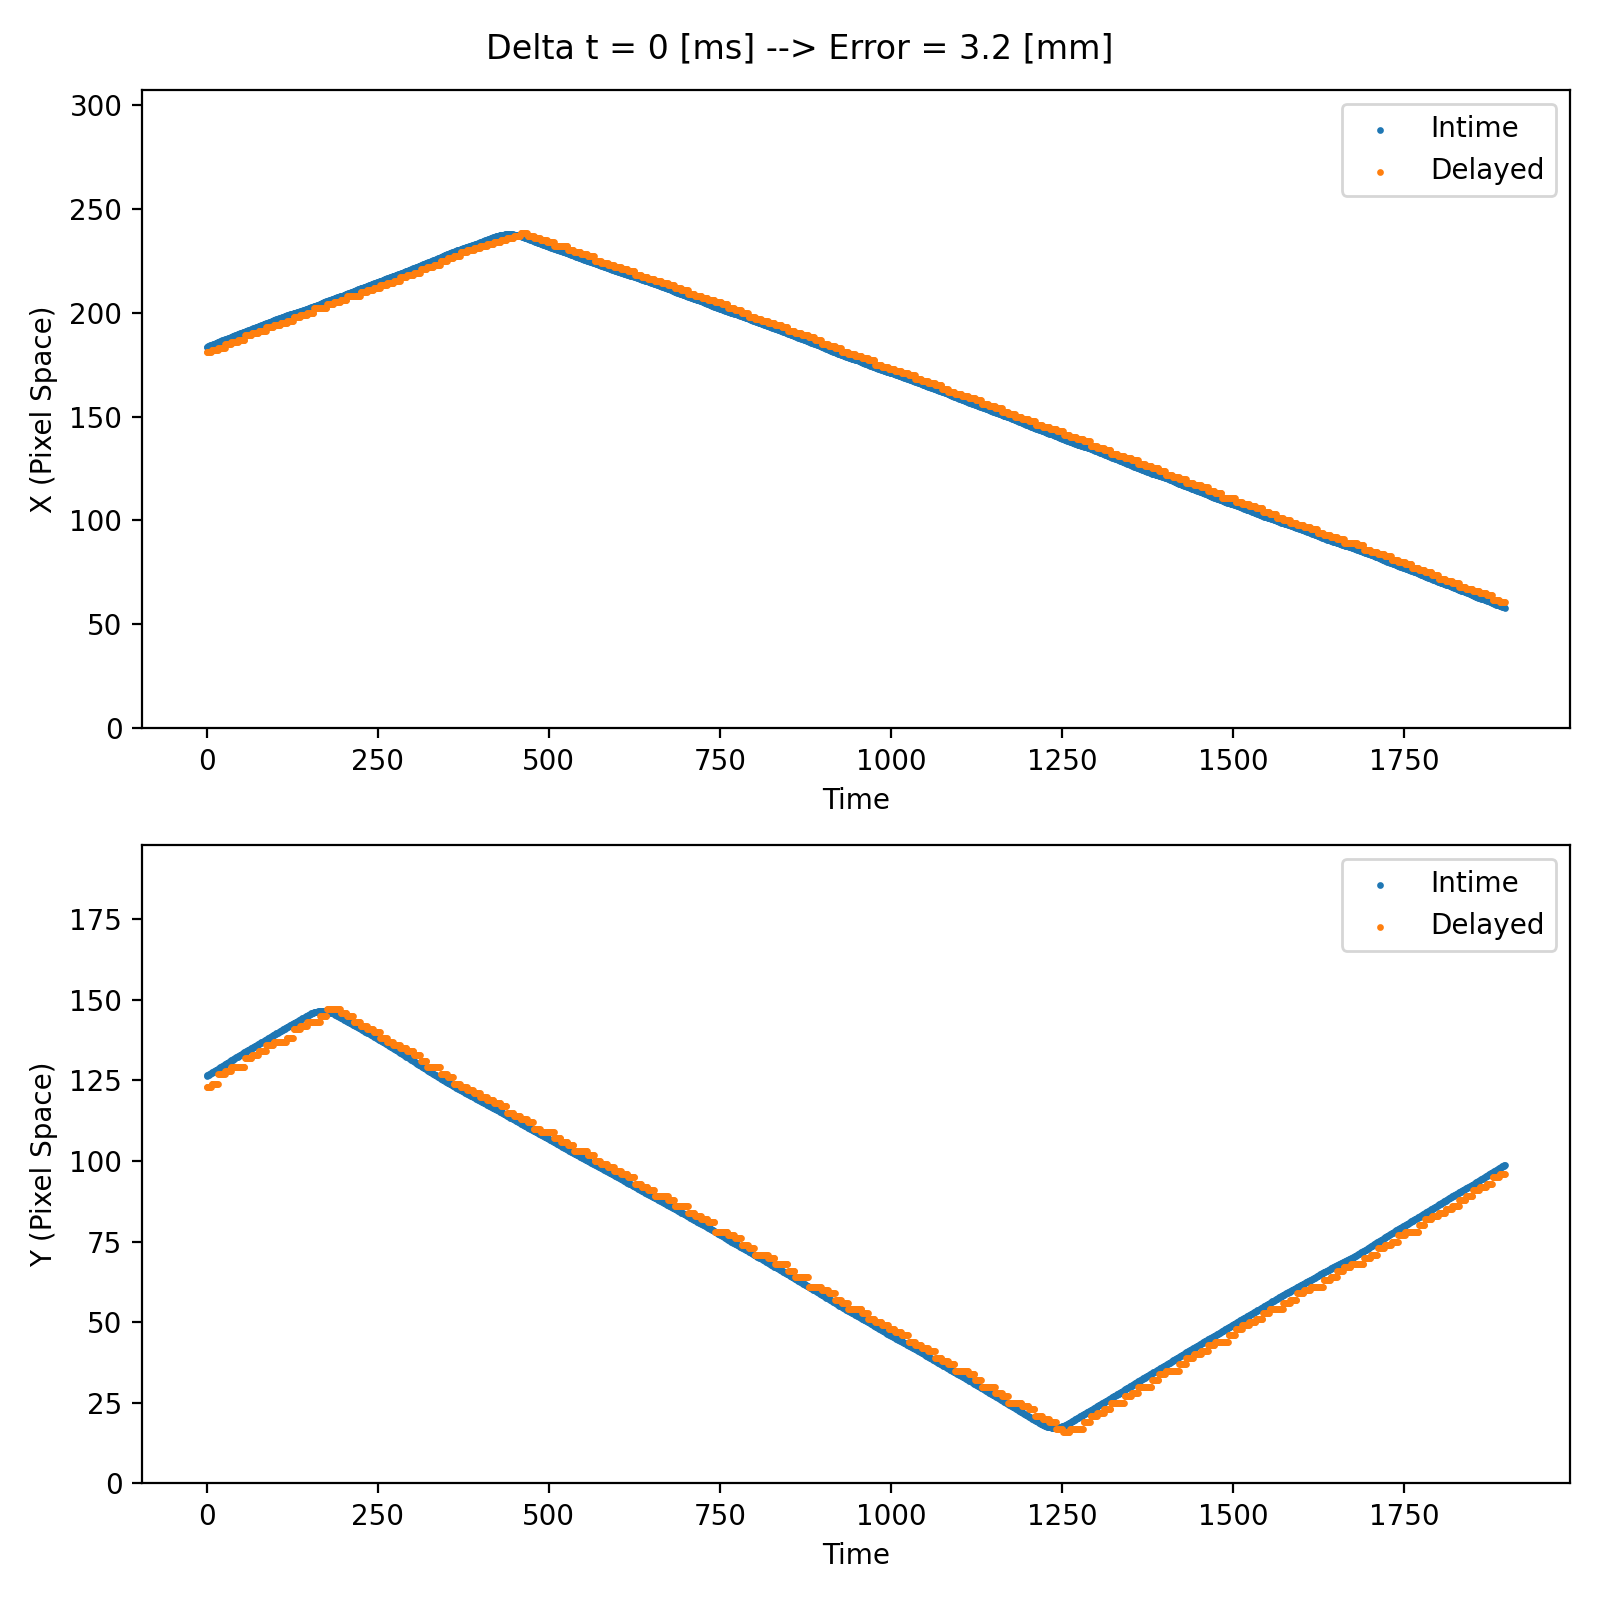 Delta t = 0 [ms] --> Error = 3.2 [mm]
300
250
200
150
100
50
0
X (Pixel Space)
Intime
Delayed
0 250 500 750 1000 1250 1500 1750
Time
175
150
125
100
75
50
25
0
Y (Pixel Space)
Intime
Delayed
0 250 500 750 1000 1250 1500 1750
Time